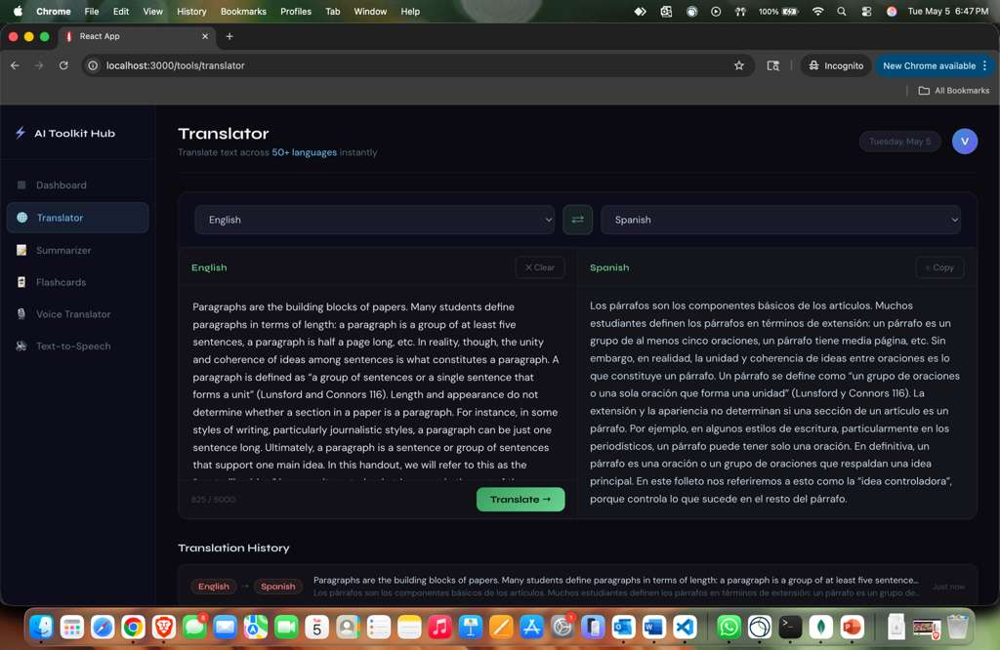 Chrome File Edit View History Bookmarks Profiles Tab Window Help 100% Tue May 5 6:47 PM
React App
localhost:3000/tools/translator Incognito New Chrome available
All Bookmarks
AI Toolkit Hub
Dashboard
Translator
Summarizer
Flashcards
Voice Translator
Text-to-Speech
Translator
Translate text across 50+ languages instantly
Tuesday, May 5
V
English
Spanish
English
Clear
Paragraphs are the building blocks of papers. Many students define
paragraphs in terms of length: a paragraph is a group of at least five
sentences, a paragraph is half a page long, etc. In reality, though, the unity
and coherence of ideas among sentences is what constitutes a paragraph. A
paragraph is defined as “a group of sentences or a single sentence that
forms a unit” (Lunsford and Connors 116). Length and appearance do not
determine whether a section in a paper is a paragraph. For instance, in some
styles of writing, particularly journalistic styles, a paragraph can be just one
sentence long. Ultimately, a paragraph is a sentence or group of sentences
that support one main idea. In this handout, we will refer to this as the
825 / 5000
Translate →
Spanish
Copy
Los párrafos son los componentes básicos de los artículos. Muchos
estudiantes definen los párrafos en términos de extensión: un párrafo es un
grupo de al menos cinco oraciones, un párrafo tiene media página, etc. Sin
embargo, en realidad, la unidad y coherencia de ideas entre oraciones es lo
que constituye un párrafo. Un párrafo se define como “un grupo de oraciones
o una sola oración que forma una unidad” (Lunsford y Connors 116). La
extensión y la apariencia no determinan si una sección de un artículo es un
párrafo. Por ejemplo, en algunos estilos de escritura, particularmente en los
periodísticos, un párrafo puede tener solo una oración. En definitiva, un
párrafo es una oración o un grupo de oraciones que respaldan una idea
principal. En este folleto nos referiremos a esto como la “idea controladora”,
porque controla lo que sucede en el resto del párrafo.
Translation History
English → Spanish
Paragraphs are the building blocks of papers. Many students define paragraphs in terms of length: a paragraph is a group of at least five sentence...
Los párrafos son los componentes básicos de los artículos. Muchos estudiantes definen los párrafos en términos de extensión: un párrafo es un grupo de...
Just now